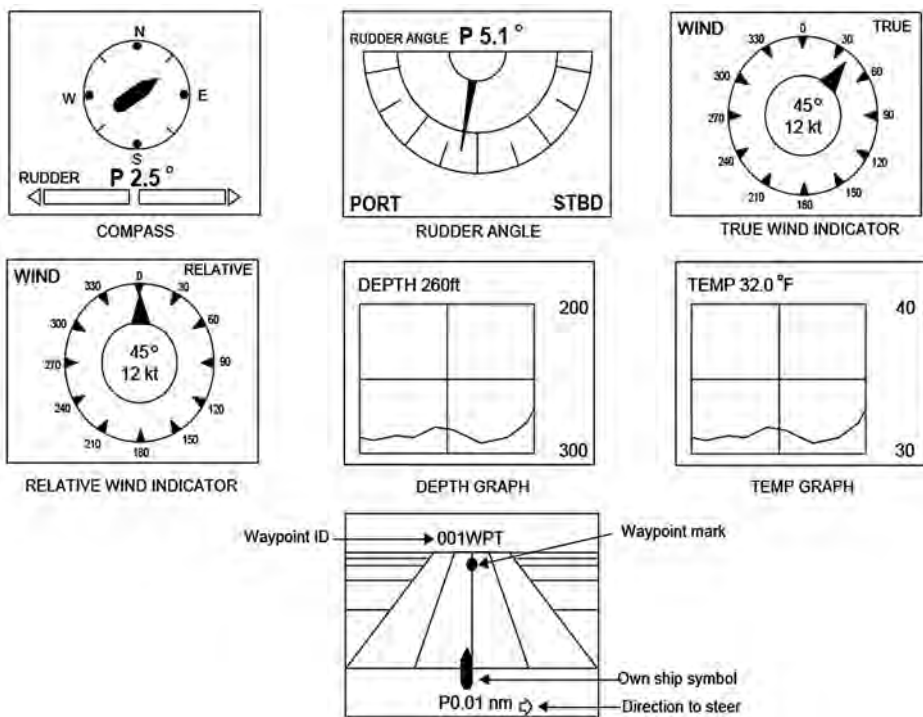 N
W
E
S
RUDDER P 2.5°
COMPASS
RUDDER ANGLE P 5.1°
PORT STBD
RUDDER ANGLE
WIND TRUE
0
330 30
300 60
45°
270 90
12 kt
240 120
210 150
180
TRUE WIND INDICATOR
WIND RELATIVE
0
330 30
300 60
45°
270 90
12 kt
240 120
210 150
180
RELATIVE WIND INDICATOR
DEPTH 260ft 200
300
DEPTH GRAPH
TEMP 32.0 °F 40
30
TEMP GRAPH
Waypoint ID 001WPT Waypoint mark
Own ship symbol
P0.01 nm Direction to steer